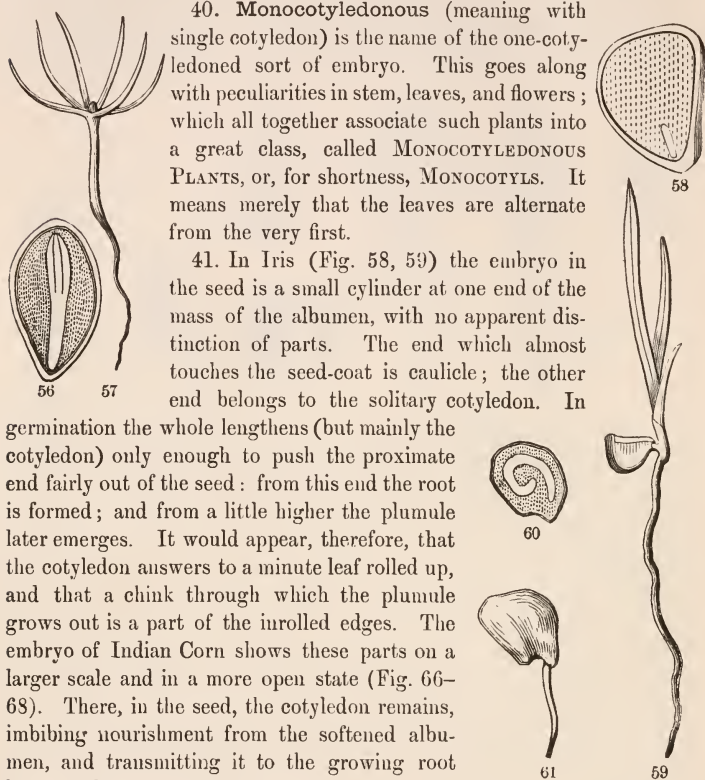 40. Monocotyledonous (meaning with
single cotyledon) is the name of the one-coty-
ledoned sort of embryo. This goes along
with peculiarities in stem, leaves, and flowers ;
which all together associate such plants into
a great class, called MONOCOTYLEDONOUS
PLANTS, or, for shortness, MONOCOTYLS. It
means merely that the leaves are alternate
from the very first.
58
41. In Iris (Fig. 58, 59) the embryo in
the seed is a small cylinder at one end of the
mass of the albumen, with no apparent dis-
tinction of parts. The end which almost
touches the seed-coat is caulicle ; the other
end belongs to the solitary cotyledon. In
56 57
germination the whole lengthens (but mainly the
cotyledon) only enough to push the proximate
end fairly out of the seed : from this end the root
is formed ; and from a little higher the plumule
later emerges. It would appear, therefore, that
the cotyledon answers to a minute leaf rolled up,
and that a chink through which the plumule
grows out is a part of the inrolled edges. The
embryo of Indian Corn shows these parts on a
larger scale and in a more open state (Fig. 66–
68). There, in the seed, the cotyledon remains,
imbibing nourishment from the softened albu-
men, and transmitting it to the growing root
60
61 59